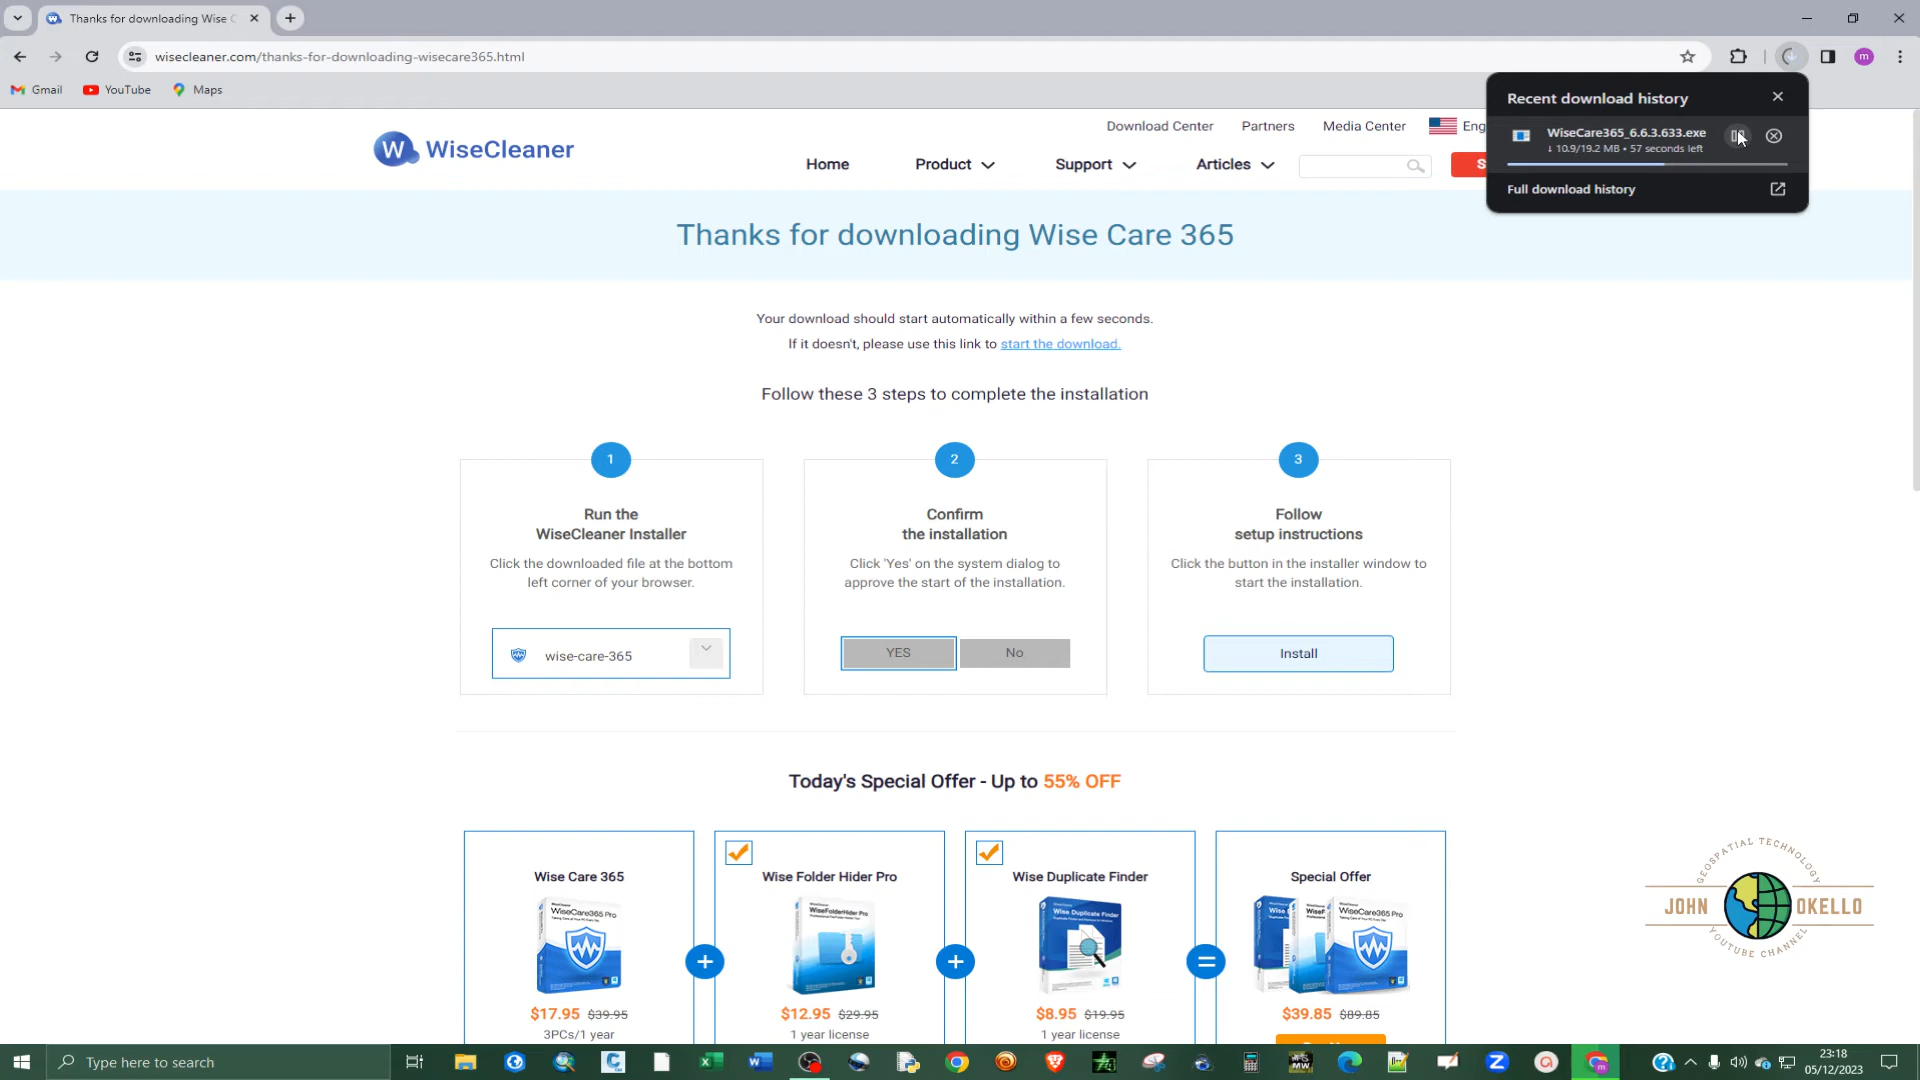 Thanks for downloading Wise C
wisecleaner.com/thanks-for-downloading-wisecare365.html
m
Gmail
YouTube
Maps
Recent download history
WiseCare365_6.6.3.633.exe
↓ 10.9/19.2 MB • 57 seconds left
Full download history
Download Center
Partners
Media Center
Eng
W WiseCleaner
Home
Product
Support
Articles
S
Thanks for downloading Wise Care 365
Your download should start automatically within a few seconds.
If it doesn't, please use this link to start the download.
Follow these 3 steps to complete the installation
1
Run the
WiseCleaner Installer
Click the downloaded file at the bottom
left corner of your browser.
wise-care-365
2
Confirm
the installation
Click 'Yes' on the system dialog to
approve the start of the installation.
YES
No
3
Follow
setup instructions
Click the button in the installer window to
start the installation.
Install
Today's Special Offer - Up to 55% OFF
Wise Care 365
WiseCare365 Pro
$17.95 $39.95
3PCs/1 year
+
Wise Folder Hider Pro
WiseFolderHider Pro
$12.95 $29.95
1 year license
+
Wise Duplicate Finder
Wise Duplicate Finder
$8.95 $19.95
1 year license
=
Special Offer
WiseCare365 Pro
$39.85 $89.85
GEOSPATIAL TECHNOLOGY
JOHN OKELLO
YOUTUBE CHANNEL
Type here to search
23:18
05/12/2023